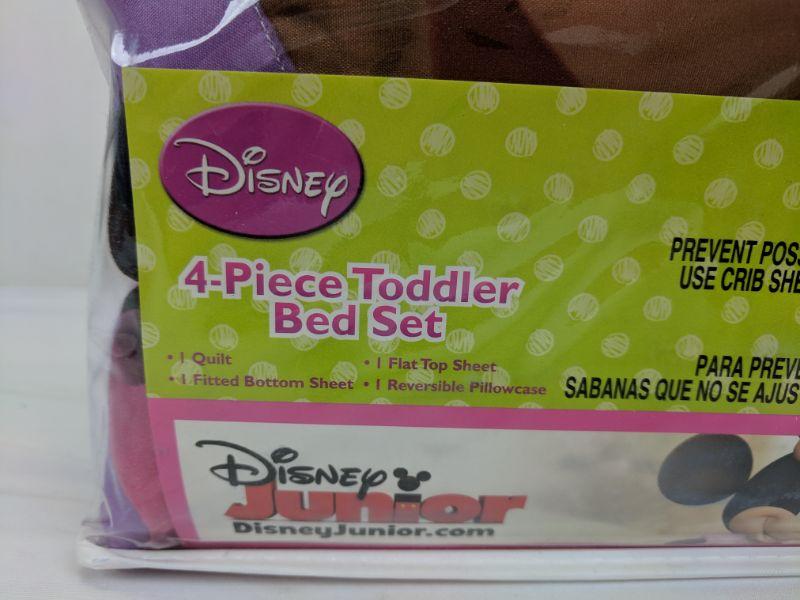 Disney
4-Piece Toddler
Bed Set
• 1 Quilt
• 1 Fitted Bottom Sheet
• 1 Flat Top Sheet
• 1 Reversible Pillowcase
PREVENT POSS
USE CRIB SHE
PARA PREVE
SABANAS QUE NO SE AJUS
Disney
Junior
DisneyJunior.com